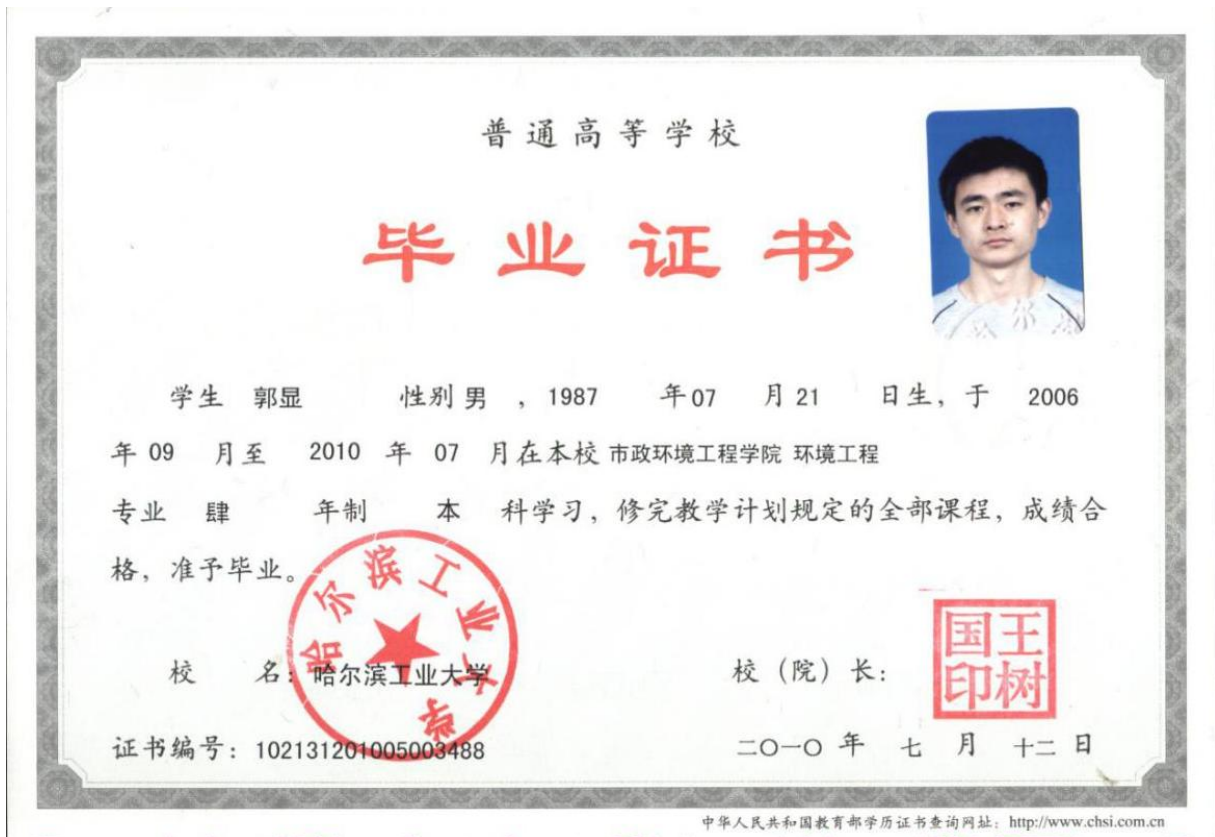 普通高等学校
毕业证书
学生 郭显 性别 男 , 1987 年 07 月 21 日生, 于 2006
年 09 月至 2010 年 07 月在本校 市政环境工程学院 环境工程
专业 肆 年制 本 科学习, 修完教学计划规定的全部课程, 成绩合
格, 准予毕业。
哈尔滨工业大学
校 名: 哈尔滨工业大学
校（院）长:
王树国印
证书编号: 102131201005003488
二〇一〇 年 七 月 十二 日
中华人民共和国教育部学历证书查询网址: http://www.chsi.com.cn